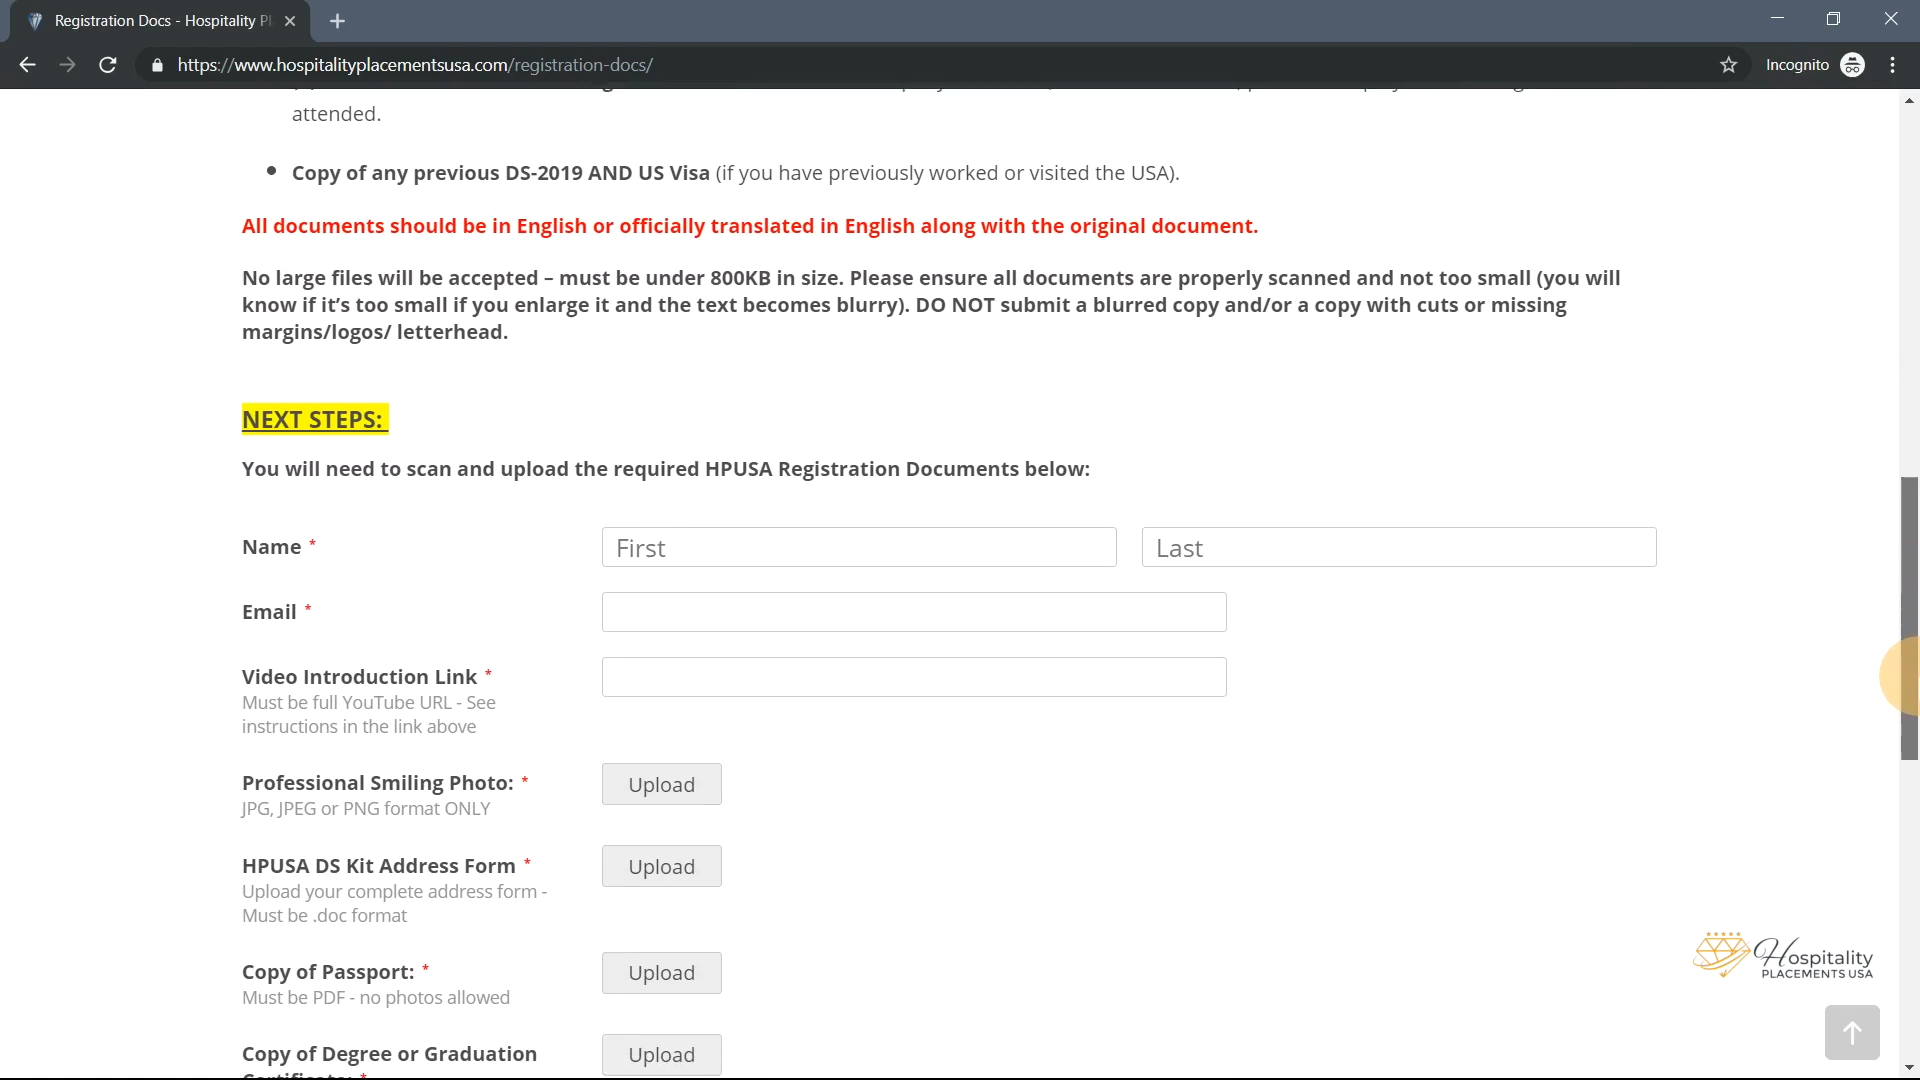 Registration Docs - Hospitality Pl
https://www.hospitalityplacementsusa.com/registration-docs/
Incognito
attended.
Copy of any previous DS-2019 AND US Visa (if you have previously worked or visited the USA).
All documents should be in English or officially translated in English along with the original document.
No large files will be accepted – must be under 800KB in size. Please ensure all documents are properly scanned and not too small (you will
know if it’s too small if you enlarge it and the text becomes blurry). DO NOT submit a blurred copy and/or a copy with cuts or missing
margins/logos/ letterhead.
NEXT STEPS:
You will need to scan and upload the required HPUSA Registration Documents below:
Name * First Last
Email *
Video Introduction Link *
Must be full YouTube URL - See
instructions in the link above
Professional Smiling Photo: * Upload
JPG, JPEG or PNG format ONLY
HPUSA DS Kit Address Form * Upload
Upload your complete address form -
Must be .doc format
Hospitality
PLACEMENTS USA
Copy of Passport: * Upload
Must be PDF - no photos allowed
Copy of Degree or Graduation Upload